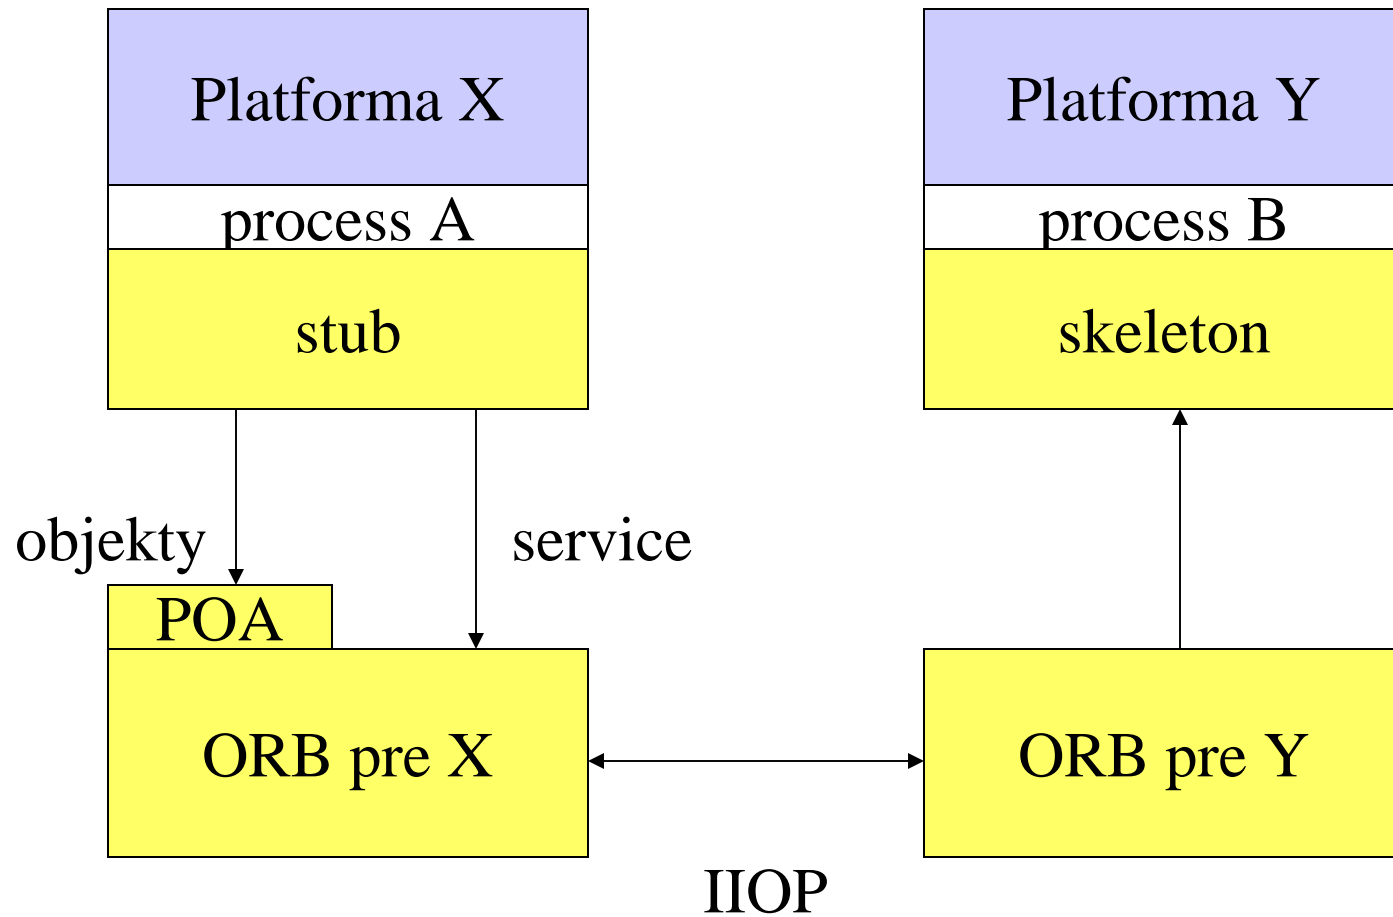 Platforma X
Platforma Y
process A
process B
stub
skeleton
objekty
service
POA
ORB pre X
ORB pre Y
IIOP